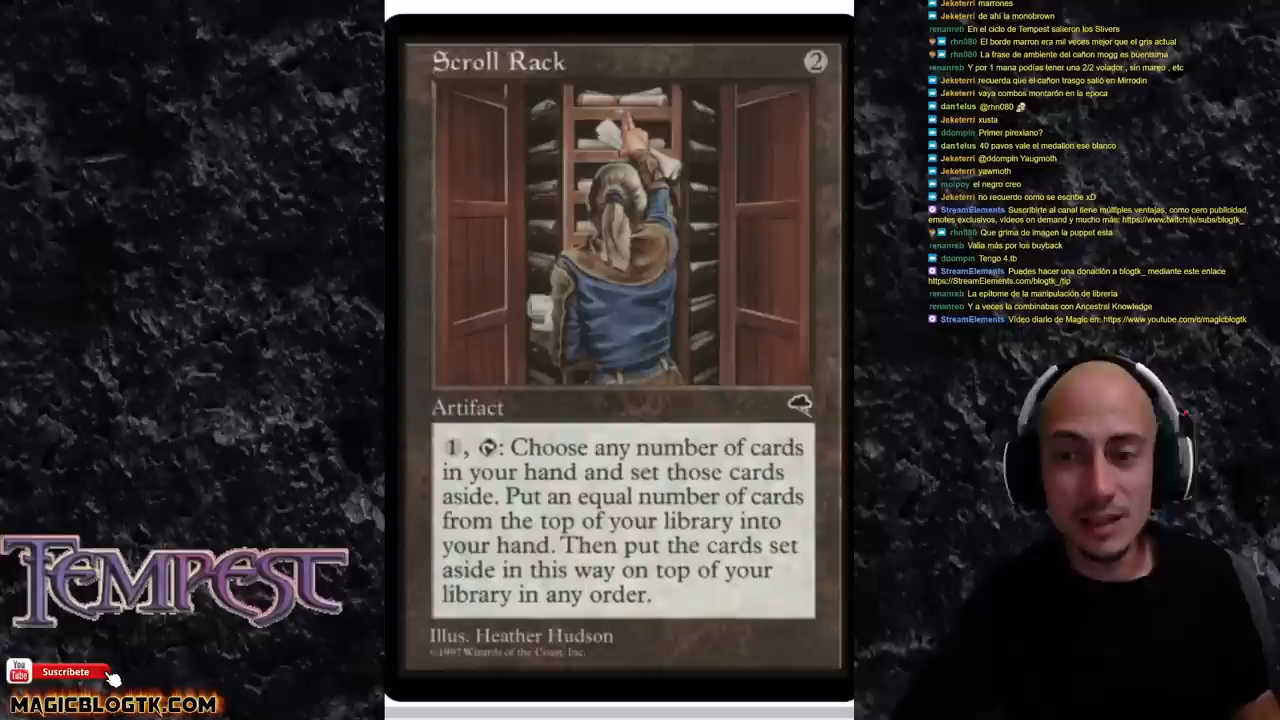 Scroll Rack 2
Artifact
1, : Choose any number of cards
in your hand and set those cards
aside. Put an equal number of cards
from the top of your library into
your hand. Then put the cards set
aside in this way on top of your
library in any order.
Illus. Heather Hudson
©1997 Wizards of the Coast, Inc.
TEMPEST
You
Tube
Suscríbete
MAGICBLOGTK.COM
Jeketerri marrones
Jeketerri de ahí la monobrown
renanreb En el ciclo de Tempest salieron los Slivers
rhn080 El borde marron era mil veces mejor que el gris actual
rhn080 La frase de ambiente del cañon mogg es buenisma
renanreb Y por 1 mana podías tener una 2/2 volador , sin mareo , etc
Jeketerri recuerda que el cañon trasgo salió en Mirrodin
Jeketerri vaya combos montarón en la epoca
dan1elus @rhn080
Jeketerri xusta
ddompin Primer pirexiano?
dan1elus 40 pavos vale el medallon ese blanco
Jeketerri @ddompin Yaugmoth
Jeketerri yawmoth
molpoy el negro creo
Jeketerri no recuerdo como se escribe xD
StreamElements Suscribirte al canal tiene múltiples ventajas, como cero publicidad,
emotes exclusivos, vídeos on demand y mucho más: https://www.twitch.tv/subs/blogtk_
rhn080 Que grima de imagen la puppet esta
renanreb Valia más por los buyback
ddompin Tengo 4.tb
StreamElements Puedes hacer una donación a blogtk_ mediante este enlace
https://StreamElements.com/blogtk_/tip
renanreb La epitome de la manipulación de librería
renanreb Y a veces la combinabas con Ancestral Knowledge
StreamElements Vídeo diario de Magic en: https://www.youtube.com/c/magicblogtk